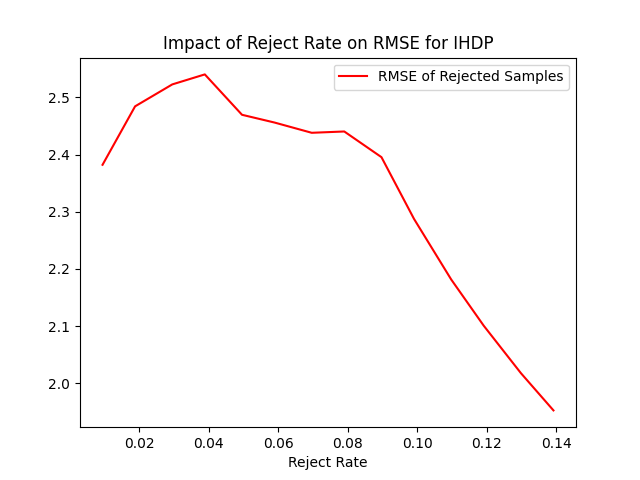 Impact of Reject Rate on RMSE for IHDP
RMSE of Rejected Samples
2.5
2.4
2.3
2.2
2.1
2.0
0.02 0.04 0.06 0.08 0.10 0.12 0.14
Reject Rate